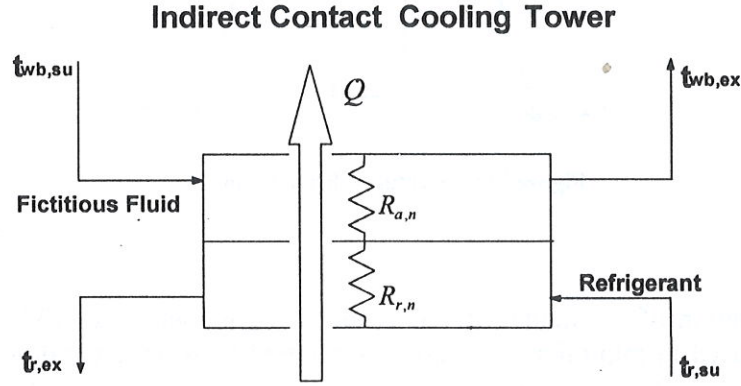 Indirect Contact Cooling Tower
twb,su
Q
twb,ex
Fictitious Fluid
Ra,n
Rr,n
Refrigerant
tr,ex
tr,su